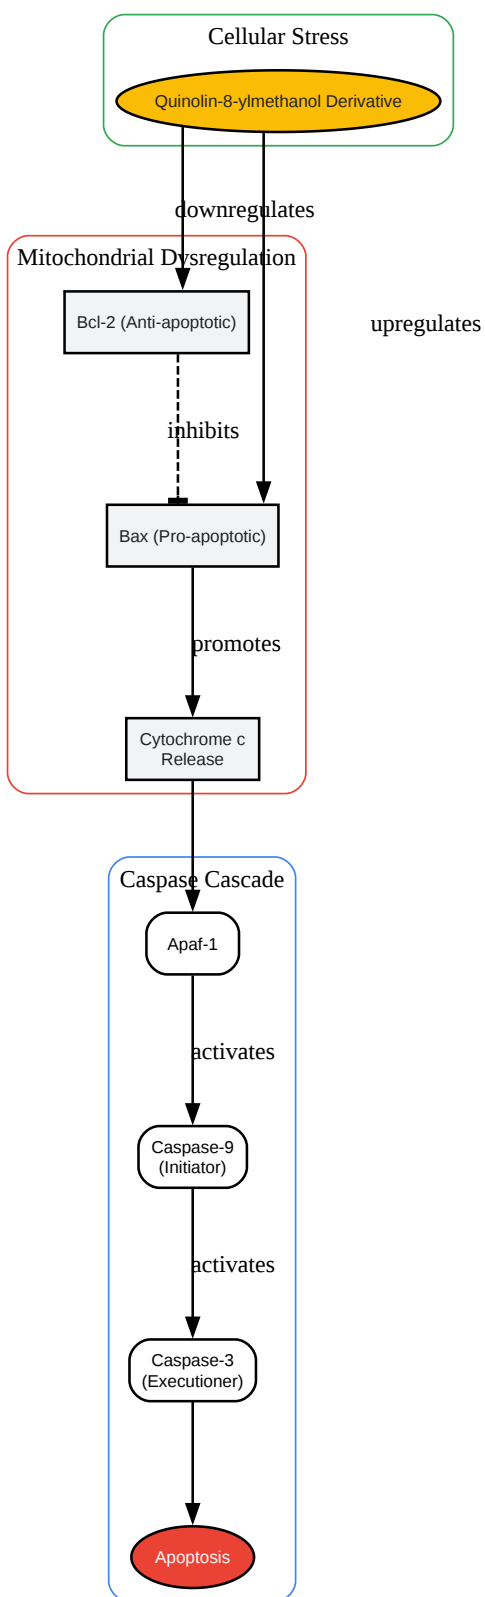 Cellular Stress
Quinolin-8-ylmethanol Derivative
downregulates
Mitochondrial Dysregulation
Bcl-2 (Anti-apoptotic)
upregulates
inhibits
Bax (Pro-apoptotic)
promotes
Cytochrome c
Release
Caspase Cascade
Apaf-1
activates
Caspase-9
(Initiator)
activates
Caspase-3
(Executioner)
Apoptosis